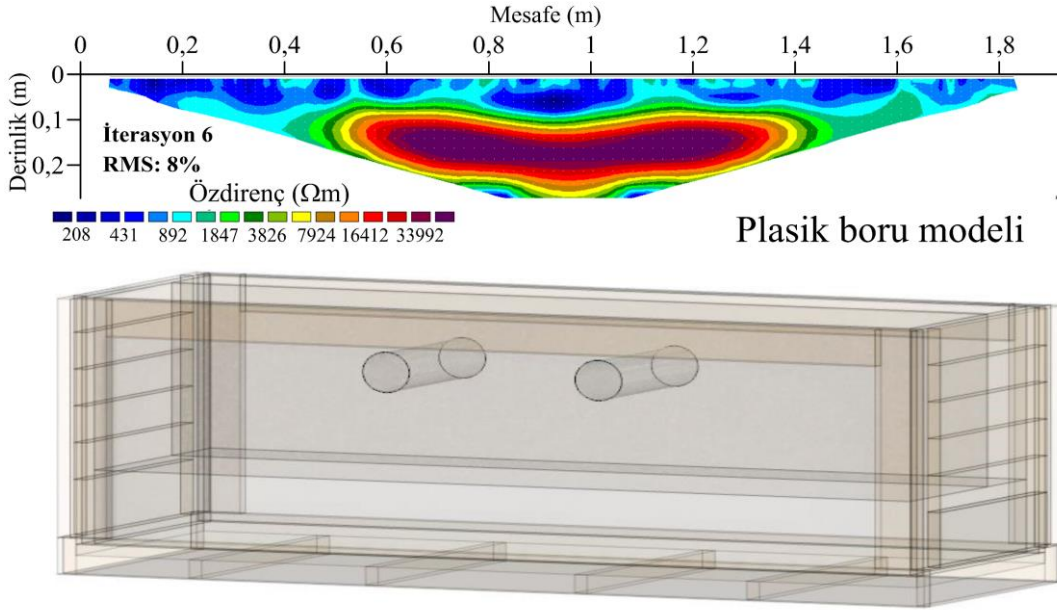 Mesafe (m)
0 0,2 0,4 0,6 0,8 1 1,2 1,4 1,6 1,8
Derinlik (m)
0
0,1
0,2
İterasyon 6
RMS: 8%
Özdirenç (Ωm)
208 431 892 1847 3826 7924 16412 33992
Plasik boru modeli